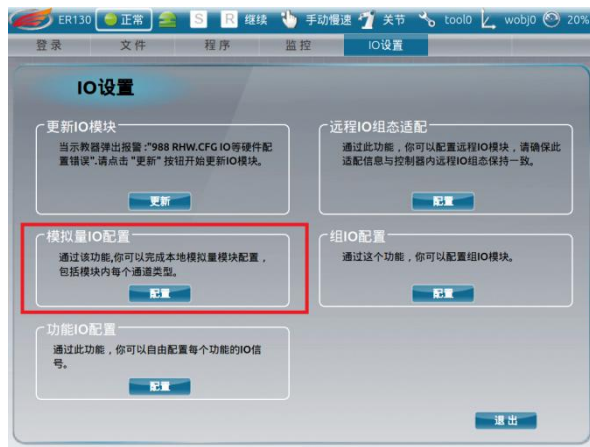 ER130 正常 S R 继续 手动慢速 关节 tool0 wobj0 20%
登录 文件 程序 监控 IO设置
IO设置
更新IO模块
当示教器弹出报警:"988 RHW.CFG IO等硬件配
置错误".请点击 "更新" 按钮开始更新IO模块。
更新
远程IO组态适配
通过此功能，你可以配置远程IO模块，请确保此
适配信息与控制器内远程IO组态保持一致。
配置
模拟量IO配置
通过该功能,你可以完成本地模拟量模块配置，
包括模块内每个通道类型。
配置
组IO配置
通过这个功能，你可以配置组IO模块。
配置
功能IO配置
通过此功能，你可以自由配置每个功能的IO信
号。
配置
退出